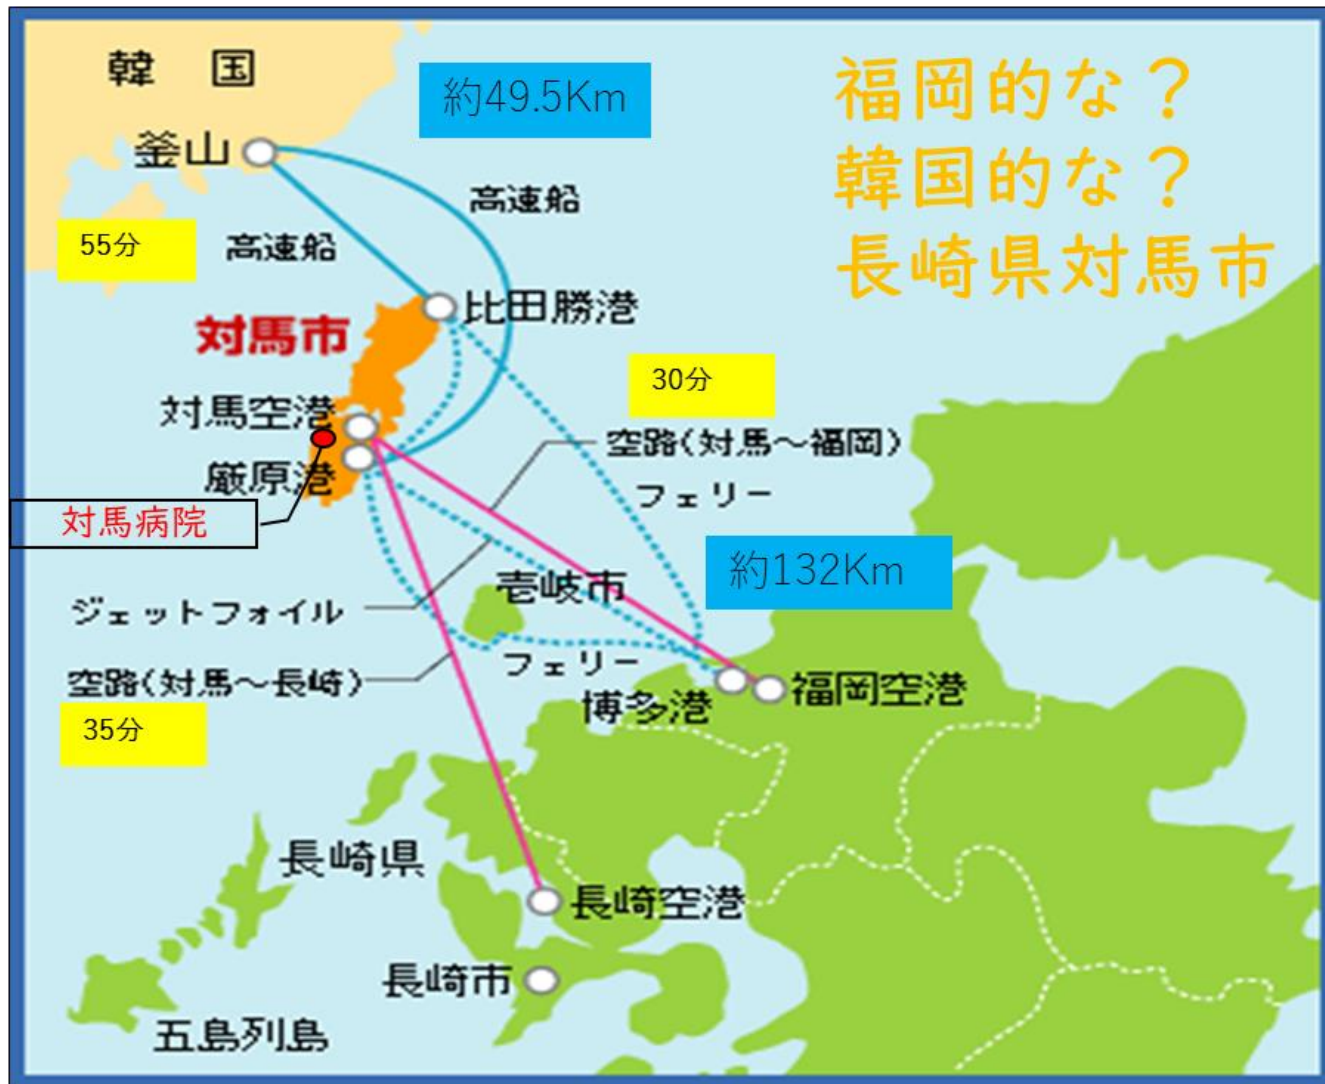 韓国
約49.5Km
福岡的な？
韓国的な？
長崎県対馬市
釜山
高速船
55分
高速船
比田勝港
対馬市
30分
対馬空港
空路(対馬～福岡)
厳原港
フェリー
対馬病院
約132Km
壱岐市
ジェットフォイル
フェリー
空路(対馬～長崎)
博多港
福岡空港
35分
長崎県
長崎空港
長崎市
五島列島